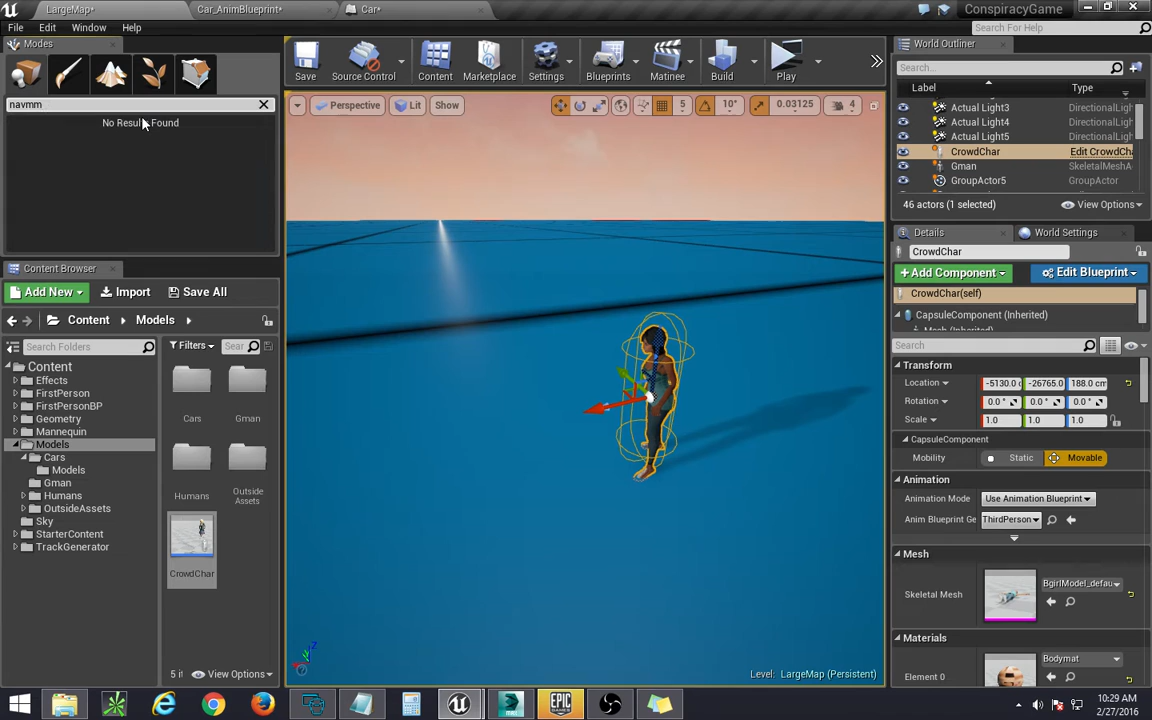 LargeMap*
Car_AnimBlueprint*
Car*
ConspiracyGame
File Edit Window Help
Search For Help
Modes
navmm
No Results Found
Save
Source Control
Content
Marketplace
Settings
Blueprints
Matinee
Build
Play
Perspective
Lit
Show
5
10°
0.03125
4
World Outliner
Search...
Label
Type
Actual Light3 DirectionalLigh
Actual Light4 DirectionalLigh
Actual Light5 DirectionalLigh
CrowdChar Edit CrowdCha
Gman SkeletalMeshA
GroupActor5 GroupActor
46 actors (1 selected)
View Options
Content Browser
Add New
Import
Save All
Content
Models
Search Folders
Filters
Sear
Content
Effects
FirstPerson
FirstPersonBP
Geometry
Mannequin
Models
Cars
Models
Gman
Humans
OutsideAssets
Sky
StarterContent
TrackGenerator
Cars
Gman
Humans
Outside
Assets
CrowdChar
5 it
View Options
Z
Level: LargeMap (Persistent)
Details
World Settings
CrowdChar
+Add Component
Edit Blueprint
CrowdChar(self)
CapsuleComponent (Inherited)
Search
Transform
Location -5130.0 c -26765.0 188.0 cm
Rotation 0.0 ° 0.0 ° 0.0 °
Scale 1.0 1.0 1.0
CapsuleComponent
Mobility Static Movable
Animation
Animation Mode Use Animation Blueprint
Anim Blueprint Ge ThirdPerson
Mesh
Skeletal Mesh
BgirlModel_defau
Materials
Element 0
Bodymat
EPIC
GAMES
10:29 AM
2/27/2016